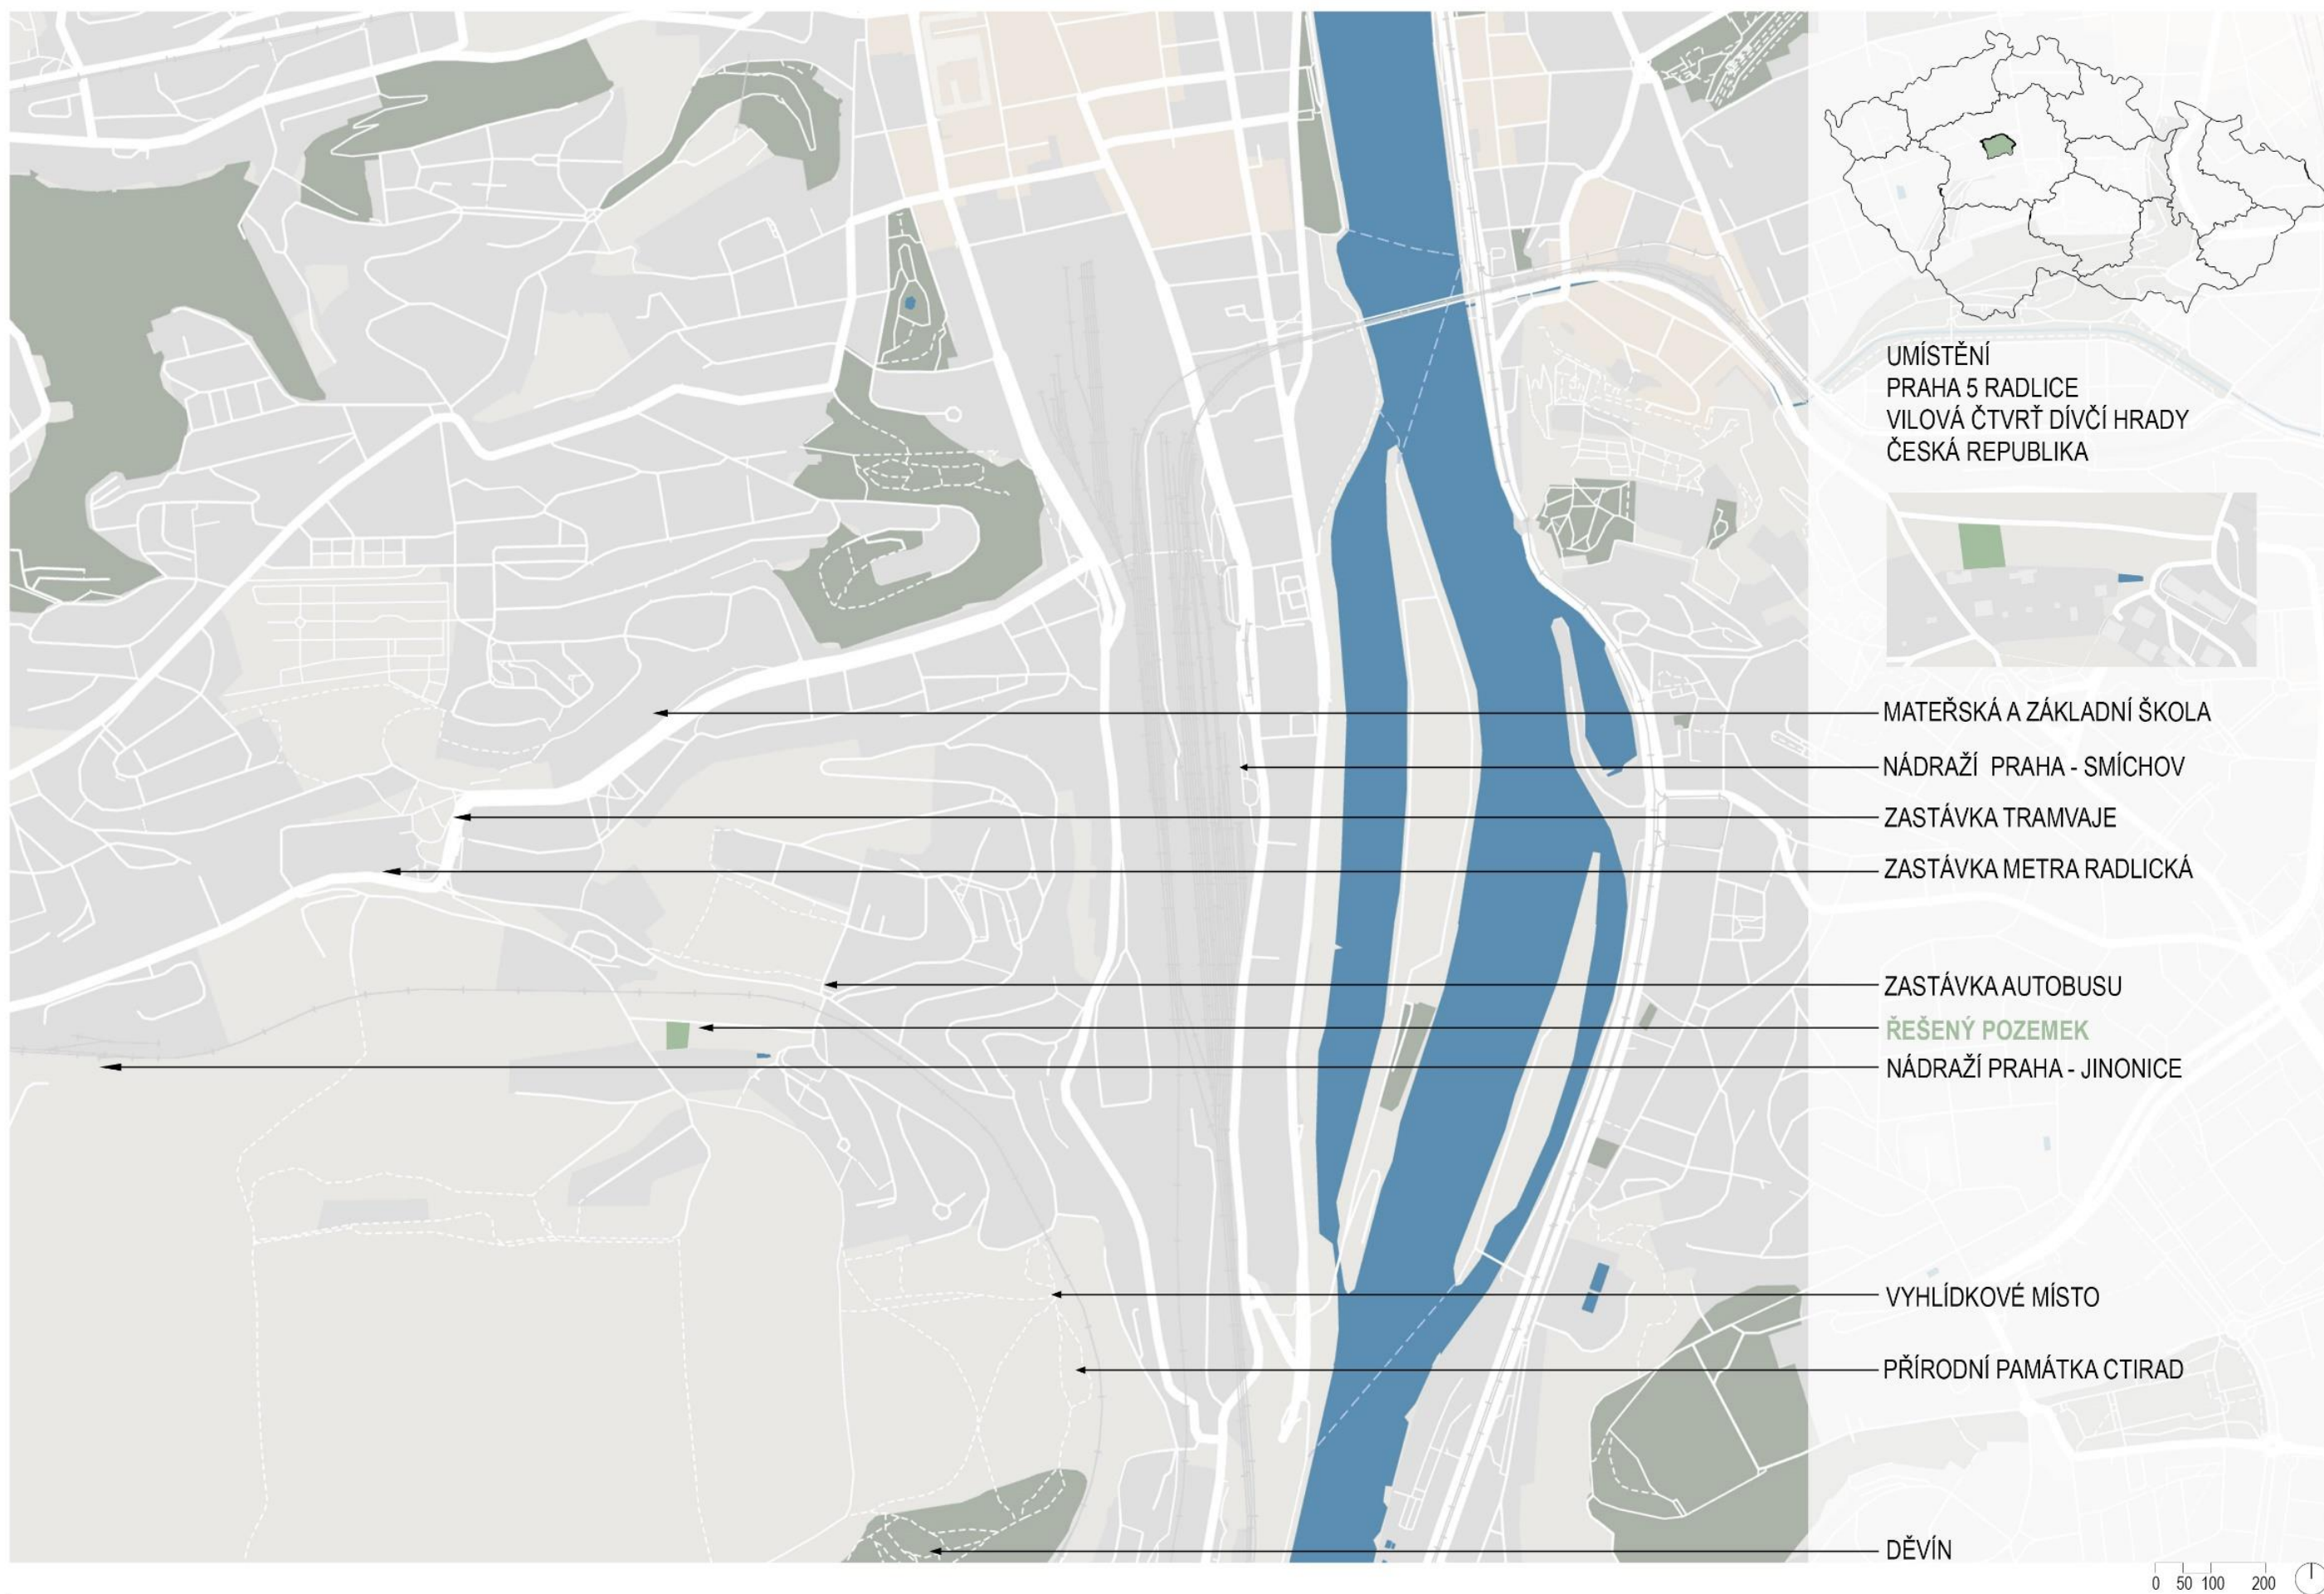 UMÍSTĚNÍ
PRAHA 5 RADLICE
VILOVÁ ČTVRŤ DÍVČÍ HRADY
ČESKÁ REPUBLIKA
MATEŘSKÁ A ZÁKLADNÍ ŠKOLA
NÁDRAŽÍ PRAHA - SMÍCHOV
ZASTÁVKA TRAMVAJE
ZASTÁVKA METRA RADLICKÁ
ZASTÁVKA AUTOBUSU
ŘEŠENÝ POZEMEK
NÁDRAŽÍ PRAHA - JINONICE
VYHLÍDKOVÉ MÍSTO
PŘÍRODNÍ PAMÁTKA CTIRAD
DĚVÍN
0 50 100 200